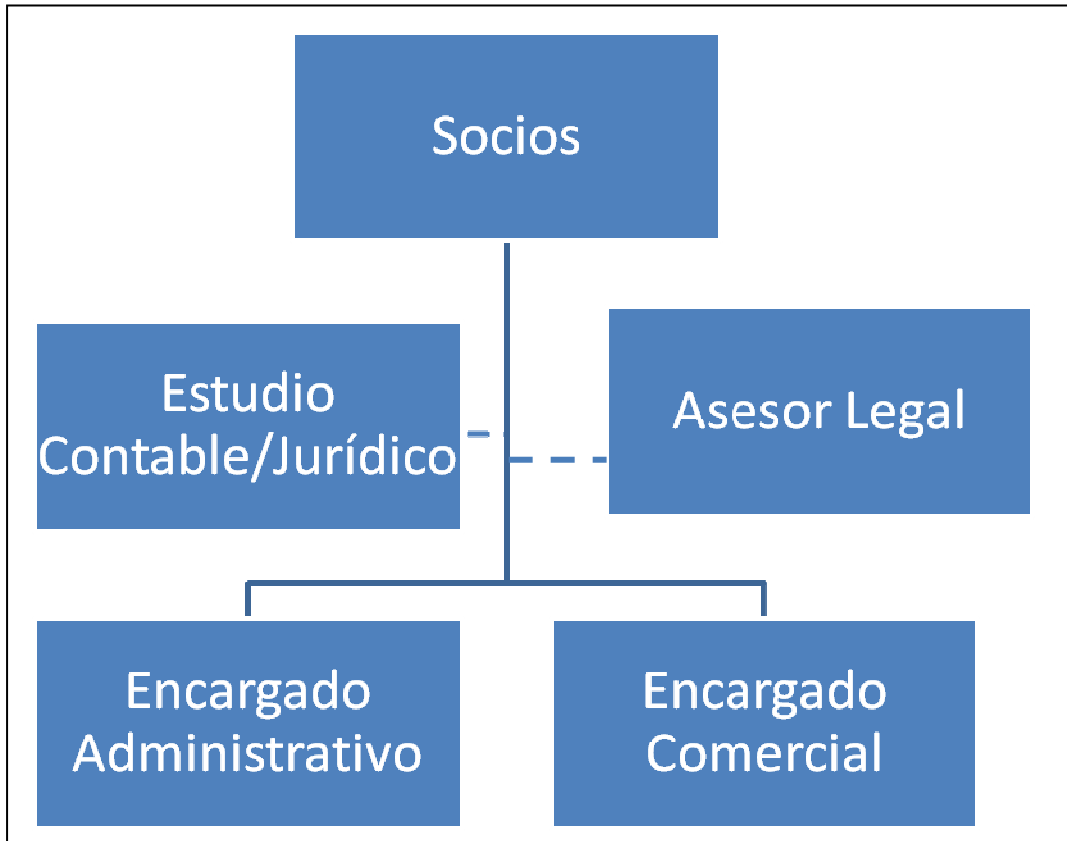 Socios
Estudio
Contable/Jurídico
Asesor Legal
Encargado
Administrativo
Encargado
Comercial